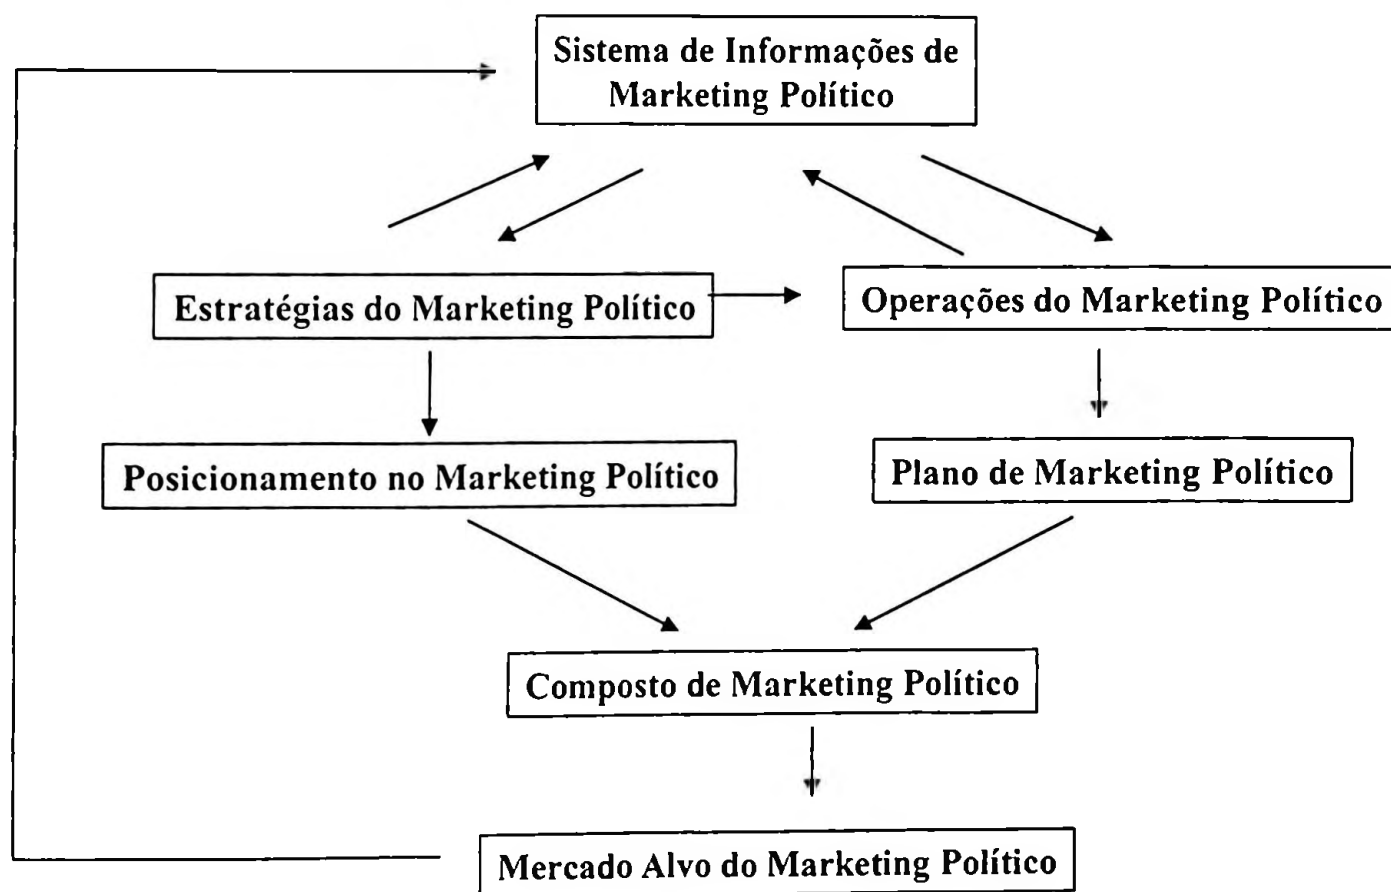 Sistema de Informações de
Marketing Político
Estratégias do Marketing Político
Operações do Marketing Político
Posicionamento no Marketing Político
Plano de Marketing Político
Composto de Marketing Político
Mercado Alvo do Marketing Político